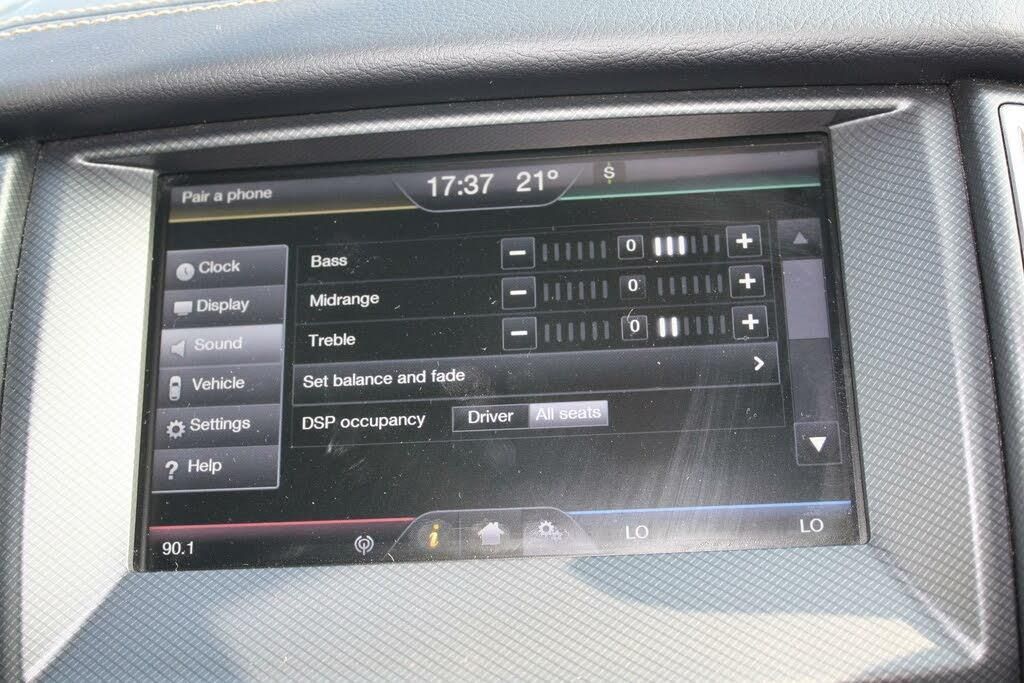 Pair a phone 17:37 21° S
Clock
Display
Sound
Vehicle
Settings
? Help
Bass − 0 +
Midrange − 0 +
Treble − 0 +
Set balance and fade >
DSP occupancy Driver All seats
90.1 i LO LO